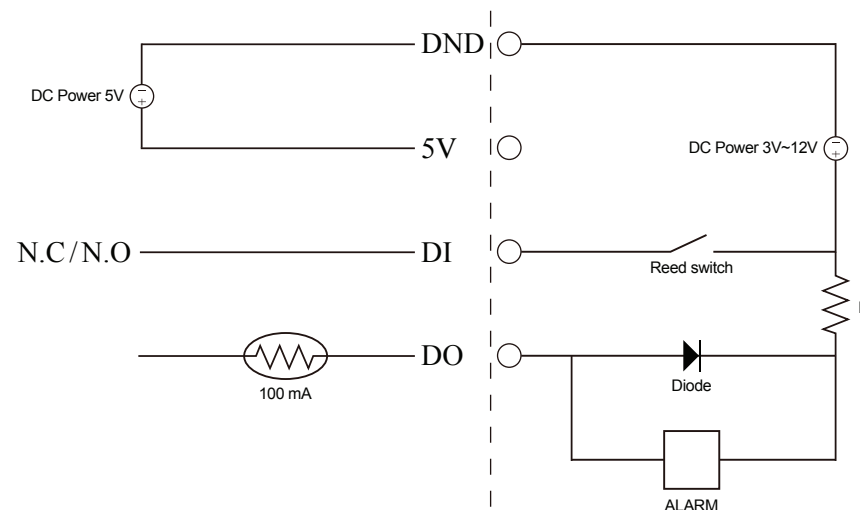 DND
DC Power 5V
5V
DC Power 3V~12V
N.C/N.O
DI
Reed switch
DO
100 mA
Diode
ALARM